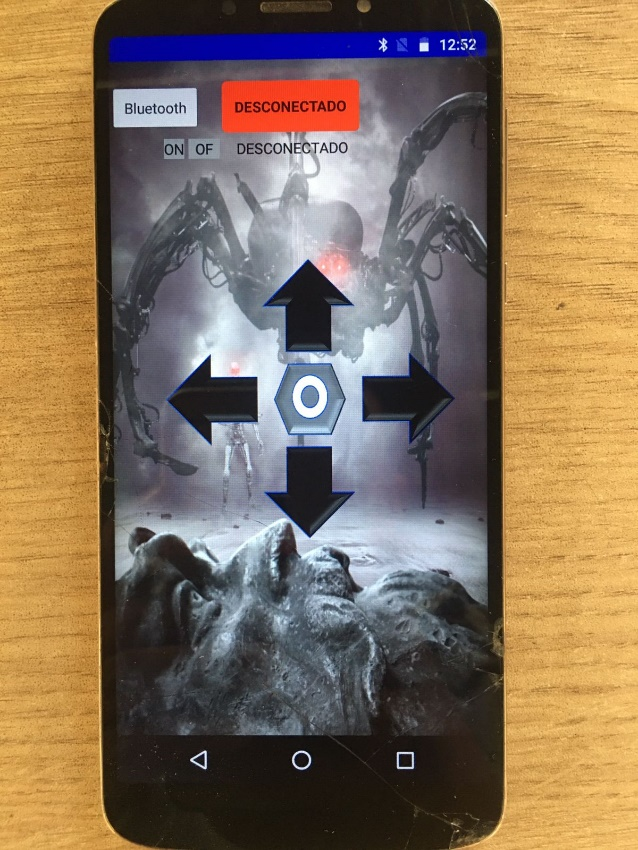 12:52
Bluetooth DESCONECTADO
ON OF DESCONECTADO
O